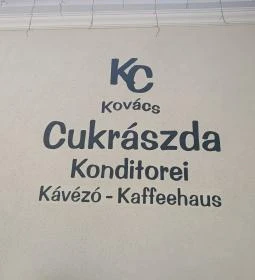 KC
Kovács
Cukrászda
Konditorei
Kávézó - Kaffeehaus